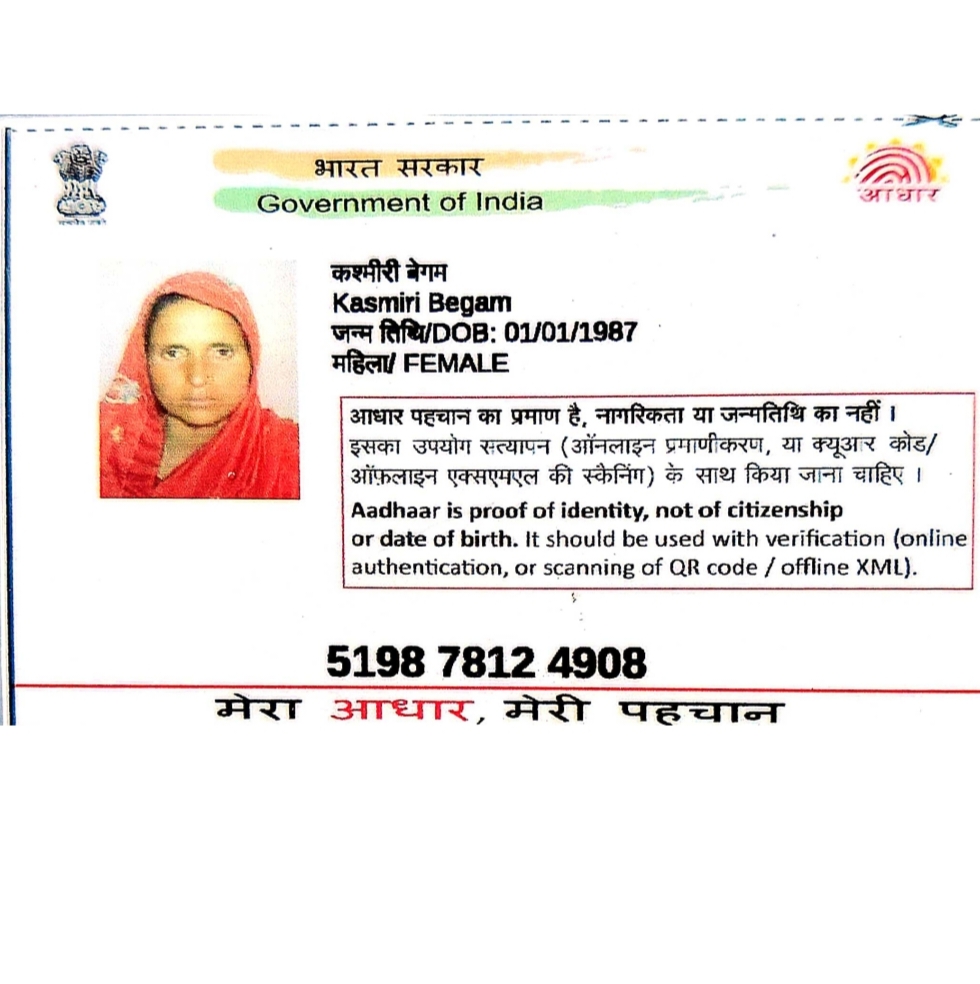 भारत सरकार
Government of India
आधार
कश्मीरी बेगम
Kasmiri Begam
जन्म तिथि/DOB: 01/01/1987
महिला/ FEMALE
आधार पहचान का प्रमाण है, नागरिकता या जन्मतिथि का नहीं ।
इसका उपयोग सत्यापन (ऑनलाइन प्रमाणीकरण, या क्यूआर कोड/
ऑफ़लाइन एक्सएमएल की स्कैनिंग) के साथ किया जाना चाहिए ।
Aadhaar is proof of identity, not of citizenship
or date of birth. It should be used with verification (online
authentication, or scanning of QR code / offline XML).
5198 7812 4908
मेरा आधार, मेरी पहचान